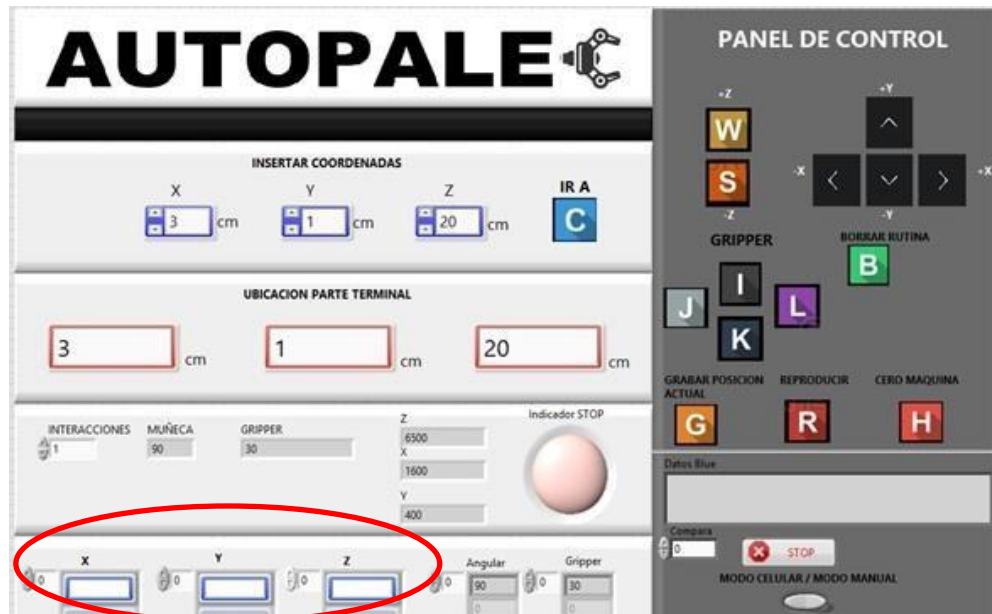 AUTOPALE
PANEL DE CONTROL
+Z
W
S
-Z
+Y
-X
+X
-Y
INSERTAR COORDENADAS
X Y Z
3 cm 1 cm 20 cm
IR A
C
GRIPPER
I
J
L
K
BORRAR RUTINA
B
UBICACION PARTE TERMINAL
3 cm 1 cm 20 cm
GRABAR POSICION ACTUAL
G
REPRODUCIR
R
CERO MAQUINA
H
INTERACCIONES MUÑECA GRIPPER
1 90 30
Z
6500
X
1600
Y
400
Indicador STOP
Datos Blue
Compara
0
STOP
MODO CELULAR / MODO MANUAL
X Y Z Angular Gripper
0 0 0 0 90 0 30
0 0